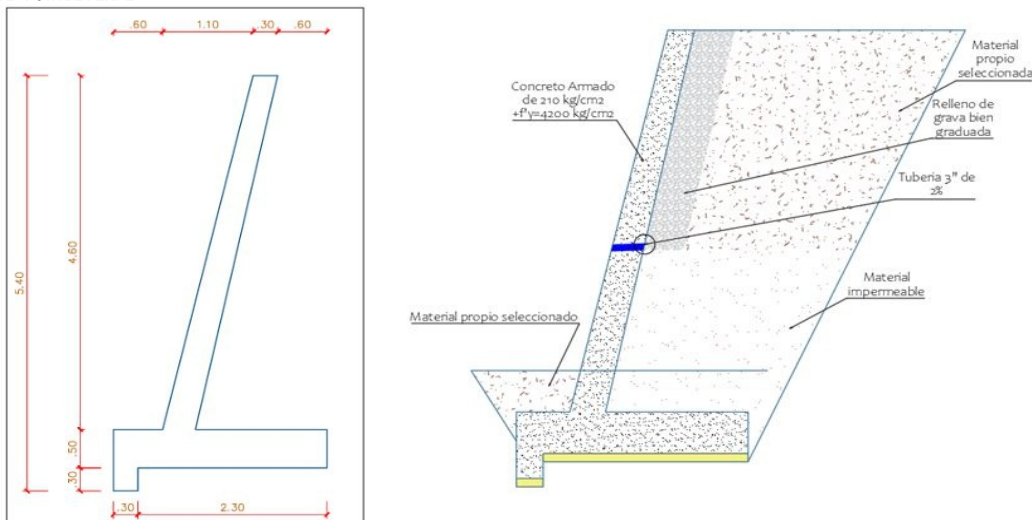 .60 1.10 .30 .60
5.40
4.60
.50
.30
.30 2.30
Concreto Armado
de 210 kg/cm2
+f'y=4200 kg/cm2
Material
propio
seleccionada
Relleno de
grava bien
graduada
Tuberia 3" de
2%
Material
impermeable
Material propio seleccionado